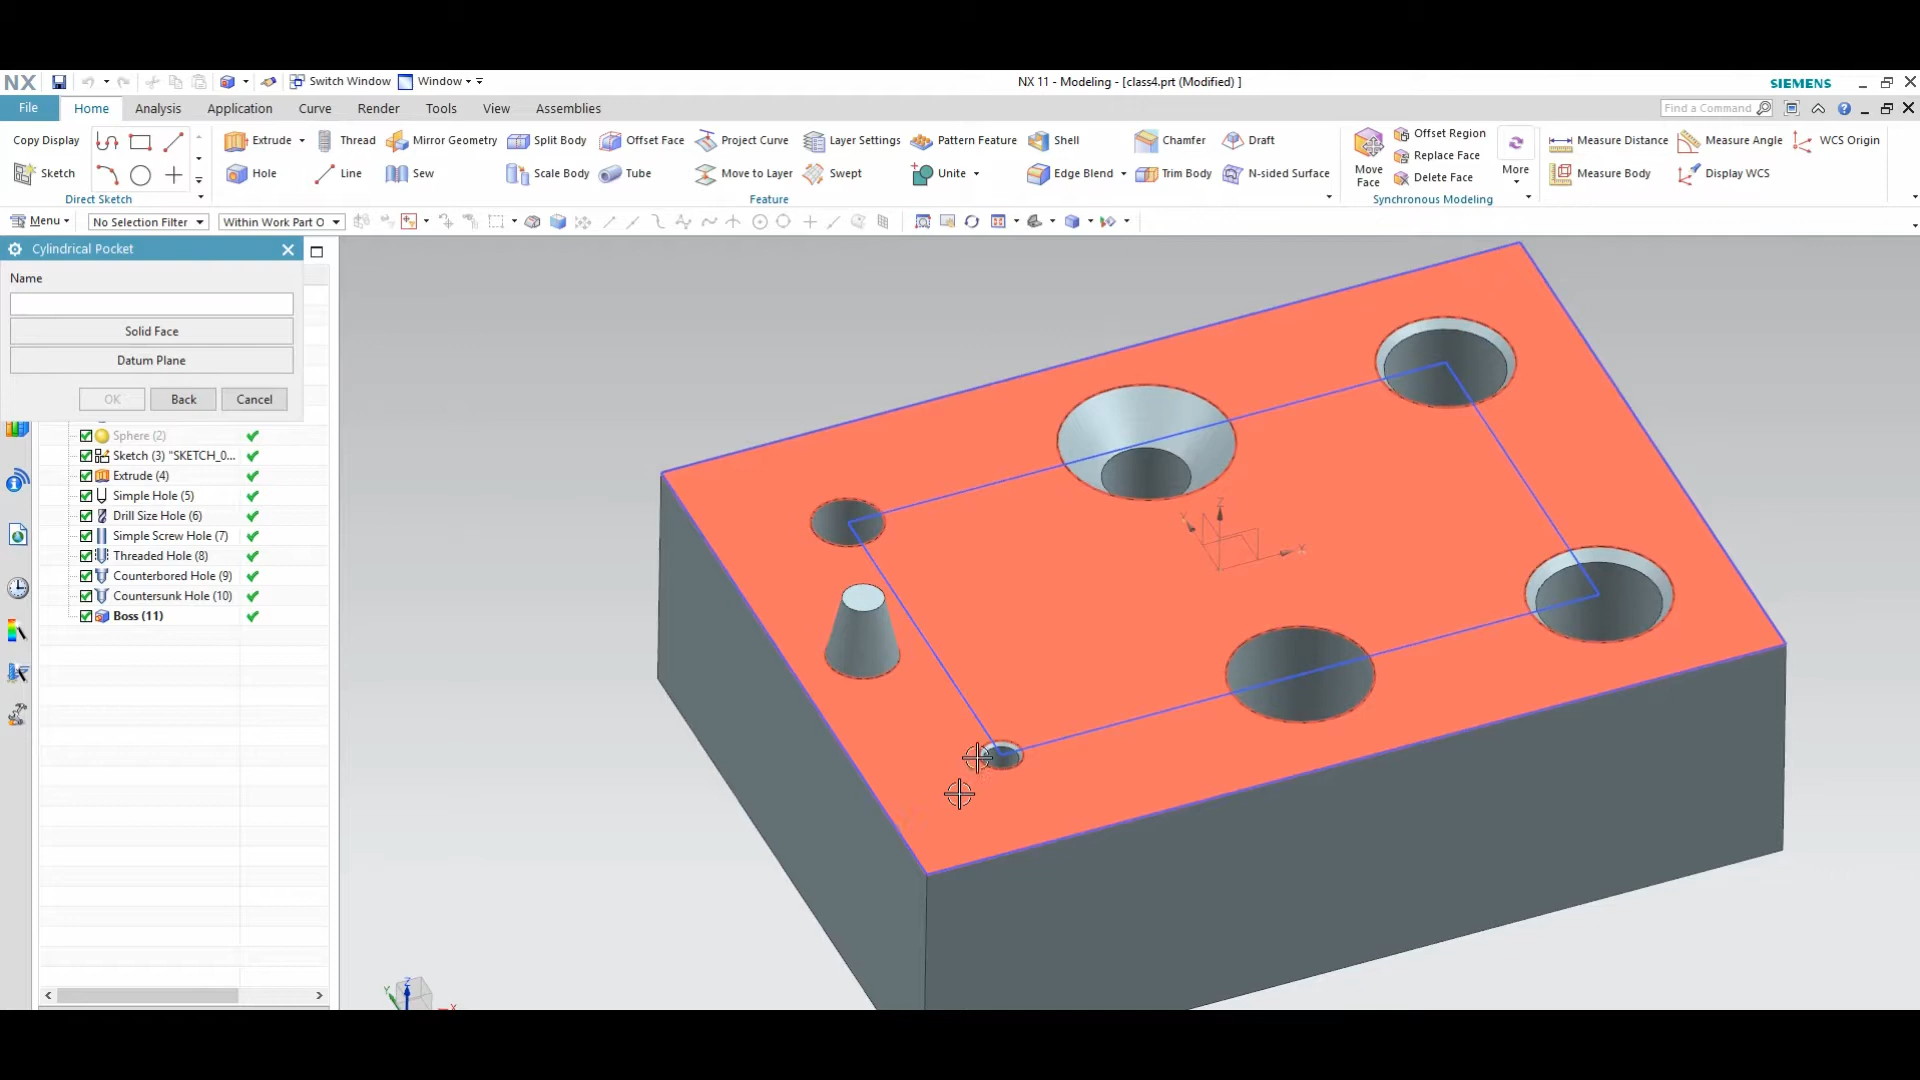 NX Switch Window Window NX 11 - Modeling - [class4.prt (Modified) ] SIEMENS
File Home Analysis Application Curve Render Tools View Assemblies Find a Command
Copy Display Extrude Thread Mirror Geometry Split Body Offset Face Project Curve Layer Settings Pattern Feature Shell Chamfer Draft Offset Region Measure Distance Measure Angle WCS Origin
Replace Face
Sketch Hole Line Sew Scale Body Tube Move to Layer Swept Unite Edge Blend Trim Body N-sided Surface Move Face Delete Face More Measure Body Display WCS
Direct Sketch Feature Synchronous Modeling
Menu No Selection Filter Within Work Part O
Cylindrical Pocket
Name
Solid Face
Datum Plane
OK Back Cancel
Sphere (2)
Sketch (3) "SKETCH_0...
Extrude (4)
Simple Hole (5)
Drill Size Hole (6)
Simple Screw Hole (7)
Threaded Hole (8)
Counterbored Hole (9)
Countersunk Hole (10)
Boss (11)
Z
Y
X
Z
Y
X